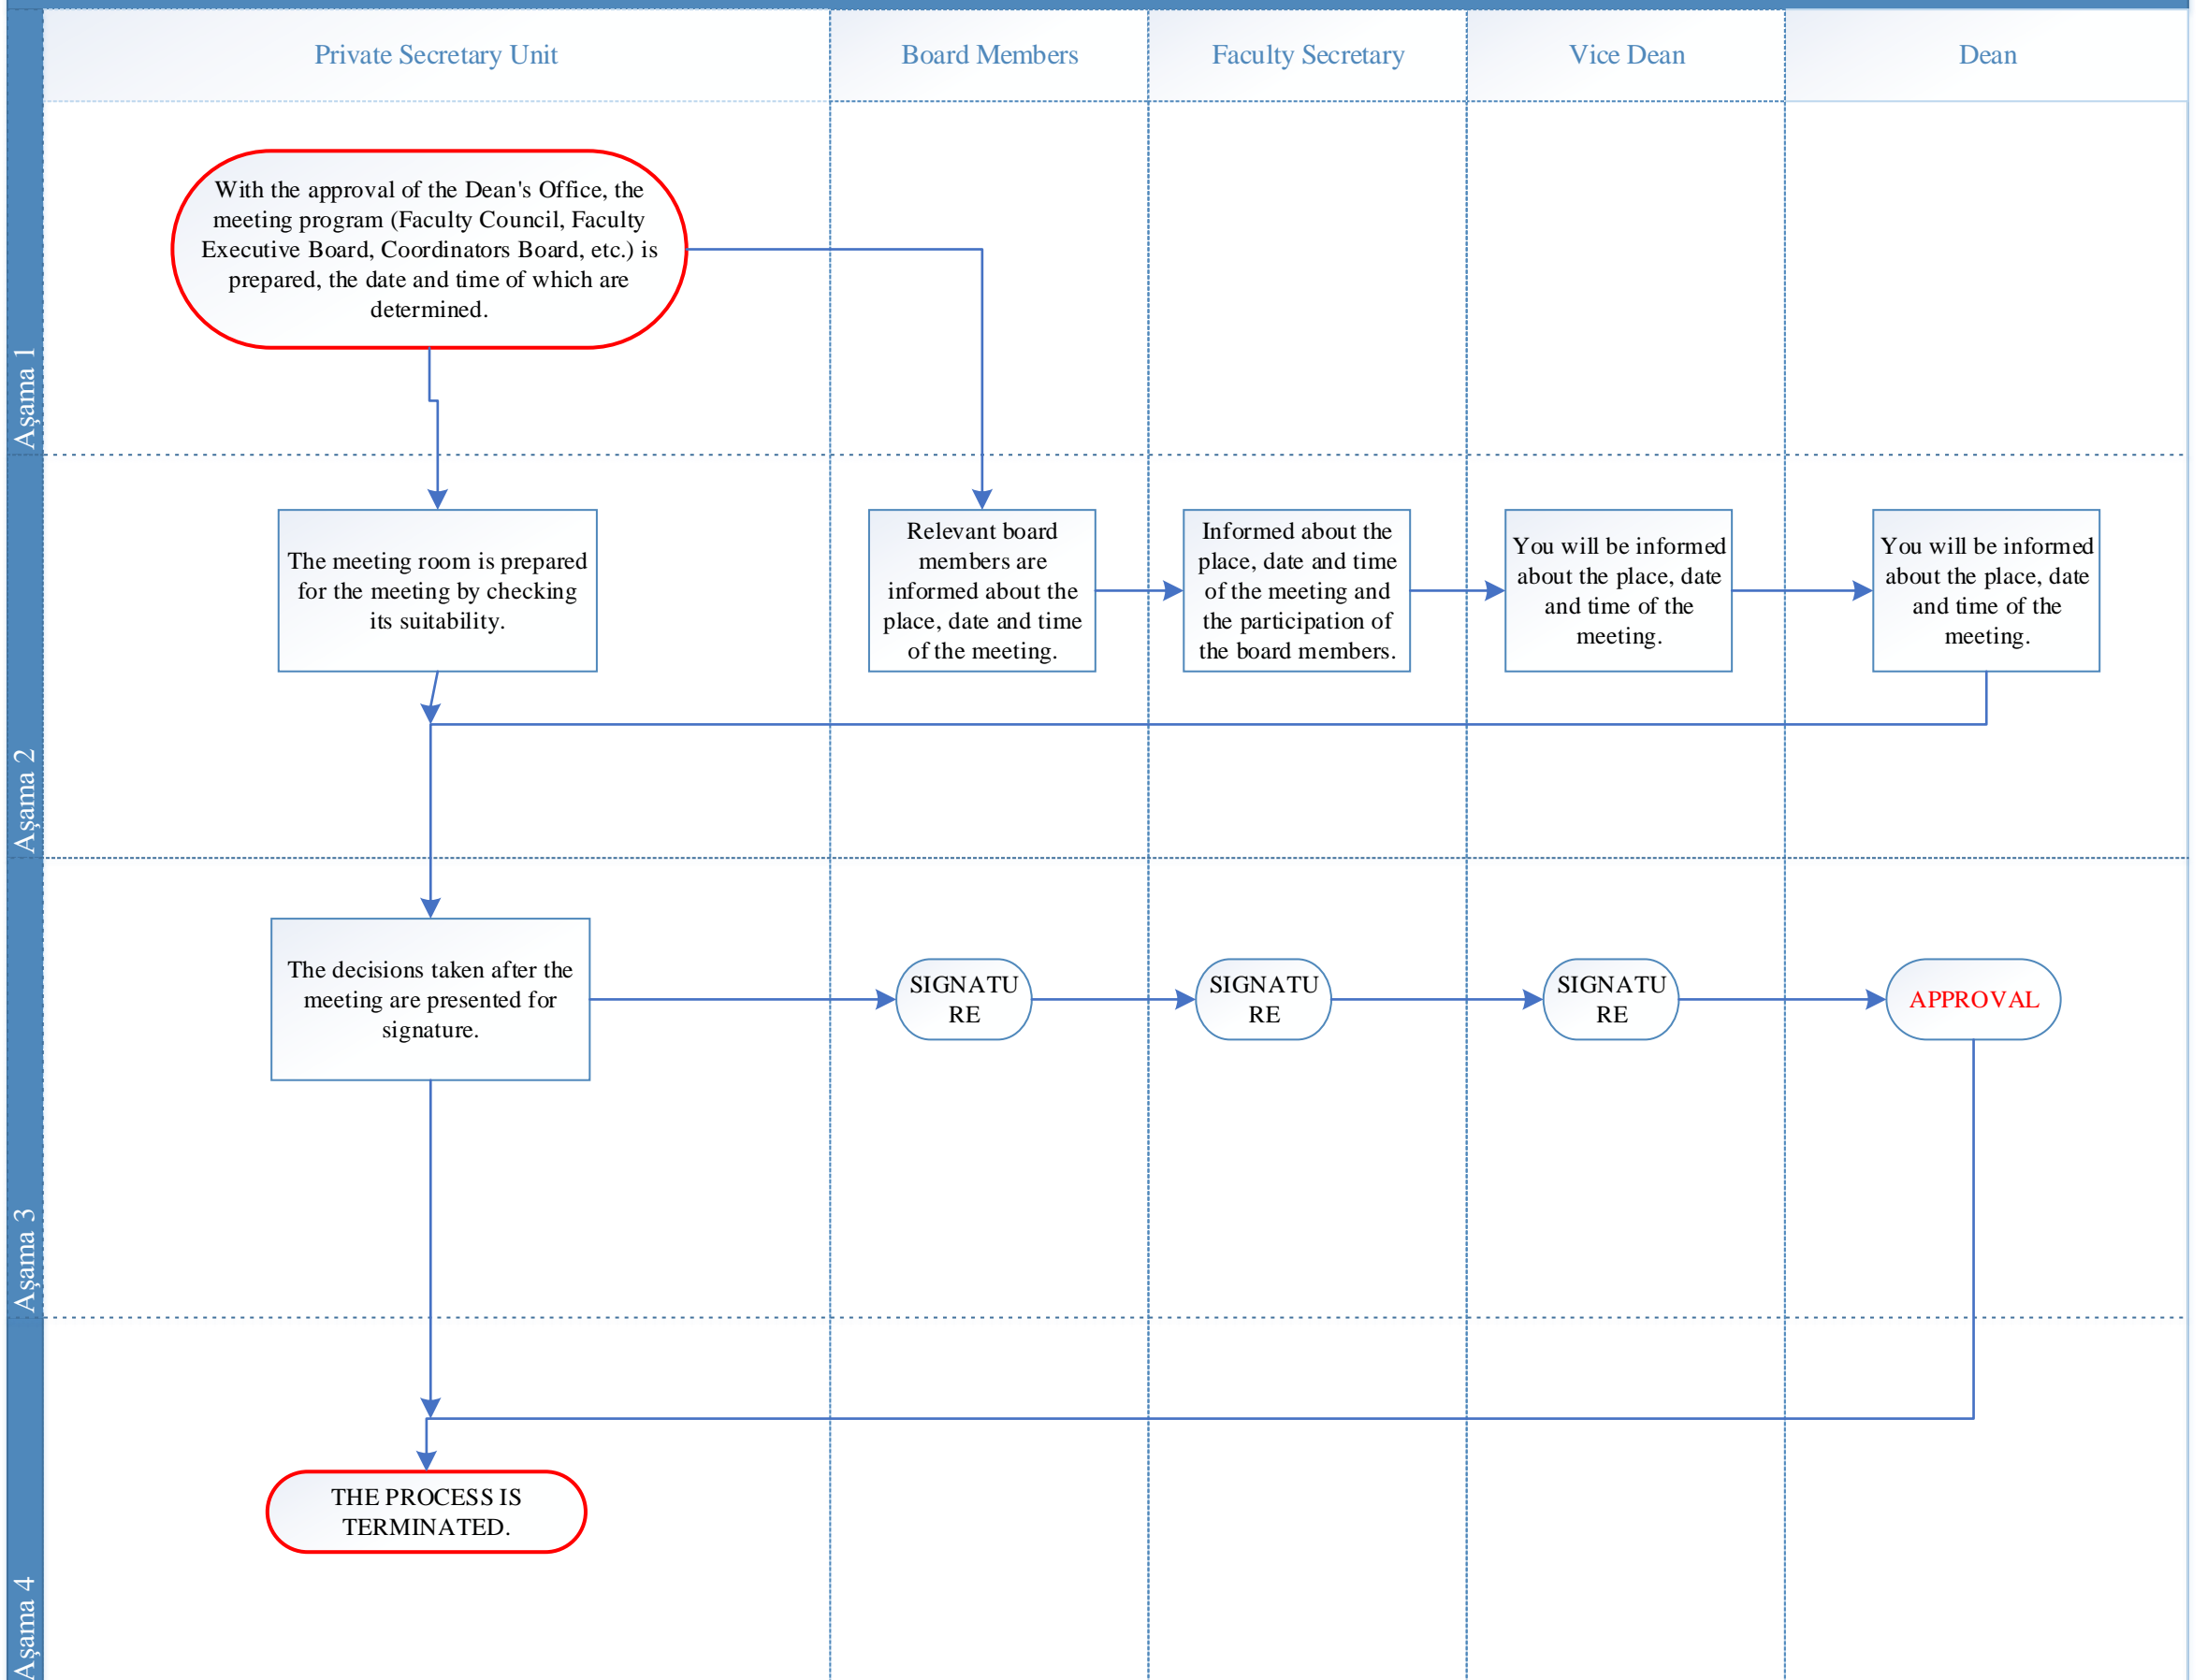 Private Secretary Unit
Board Members
Faculty Secretary
Vice Dean
Dean
Aşama 1
With the approval of the Dean's Office, the
meeting program (Faculty Council, Faculty
Executive Board, Coordinators Board, etc.) is
prepared, the date and time of which are
determined.
Aşama 2
The meeting room is prepared
for the meeting by checking
its suitability.
Relevant board
members are
informed about the
place, date and time
of the meeting.
Informed about the
place, date and time
of the meeting and
the participation of
the board members.
You will be informed
about the place, date
and time of the
meeting.
You will be informed
about the place, date
and time of the
meeting.
Aşama 3
The decisions taken after the
meeting are presented for
signature.
SIGNATU
RE
SIGNATU
RE
SIGNATU
RE
APPROVAL
Aşama 4
THE PROCESS IS
TERMINATED.